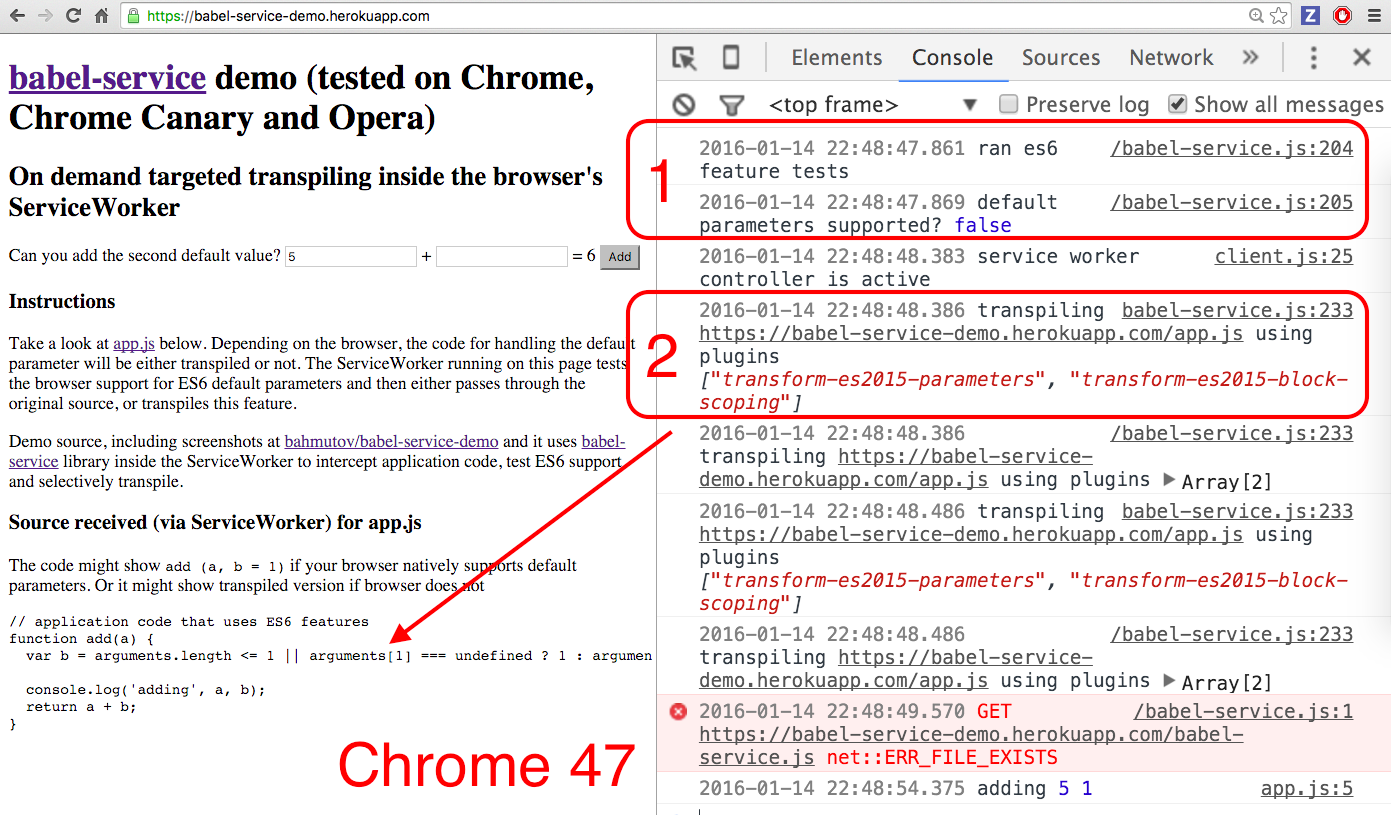 https://babel-service-demo.herokuapp.com
Z
babel-service demo (tested on Chrome,
Chrome Canary and Opera)
On demand targeted transpiling inside the browser's
ServiceWorker
Can you add the second default value? 5 + = 6 Add
Instructions
Take a look at app.js below. Depending on the browser, the code for handling the default
parameter will be either transpiled or not. The ServiceWorker running on this page tests
the browser support for ES6 default parameters and then either passes through the
original source, or transpiles this feature.
Demo source, including screenshots at bahmutov/babel-service-demo and it uses babel-
service library inside the ServiceWorker to intercept application code, test ES6 support
and selectively transpile.
Source received (via ServiceWorker) for app.js
The code might show add (a, b = 1) if your browser natively supports default
parameters. Or it might show transpiled version if browser does not
// application code that uses ES6 features
function add(a) {
var b = arguments.length <= 1 || arguments[1] === undefined ? 1 : argumen
console.log('adding', a, b);
return a + b;
}
Chrome 47
Elements Console Sources Network »
<top frame> ▼ Preserve log Show all messages
1
2016-01-14 22:48:47.861 ran es6 /babel-service.js:204
feature tests
2016-01-14 22:48:47.869 default /babel-service.js:205
parameters supported? false
2016-01-14 22:48:48.383 service worker client.js:25
controller is active
2
2016-01-14 22:48:48.386 transpiling babel-service.js:233
https://babel-service-demo.herokuapp.com/app.js using
plugins
["transform-es2015-parameters", "transform-es2015-block-
scoping"]
2016-01-14 22:48:48.386 /babel-service.js:233
transpiling https://babel-service-
demo.herokuapp.com/app.js using plugins ▶ Array[2]
2016-01-14 22:48:48.486 transpiling babel-service.js:233
https://babel-service-demo.herokuapp.com/app.js using
plugins
["transform-es2015-parameters", "transform-es2015-block-
scoping"]
2016-01-14 22:48:48.486 /babel-service.js:233
transpiling https://babel-service-
demo.herokuapp.com/app.js using plugins ▶ Array[2]
2016-01-14 22:48:49.570 GET /babel-service.js:1
https://babel-service-demo.herokuapp.com/babel-
service.js net::ERR_FILE_EXISTS
2016-01-14 22:48:54.375 adding 5 1 app.js:5